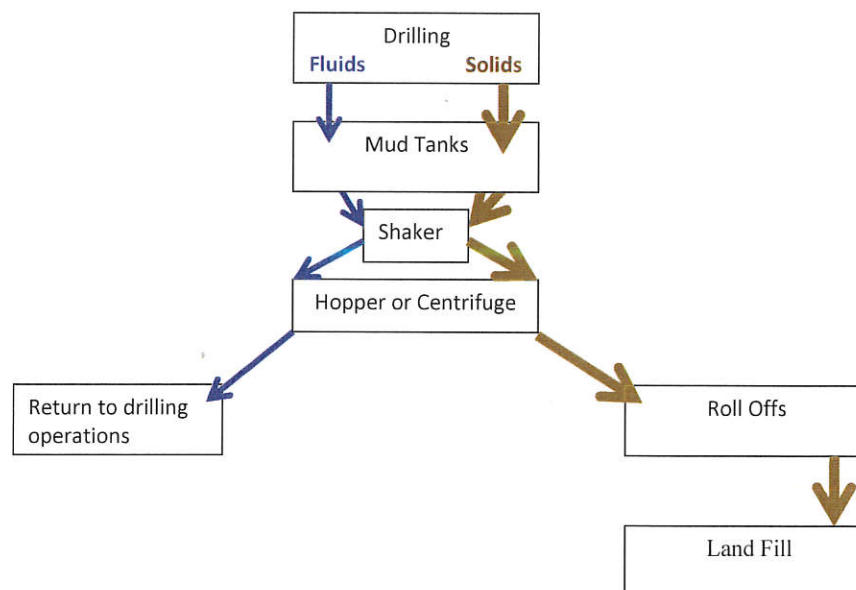 Drilling
Fluids Solids
Mud Tanks
Shaker
Hopper or Centrifuge
Return to drilling
operations
Roll Offs
Land Fill